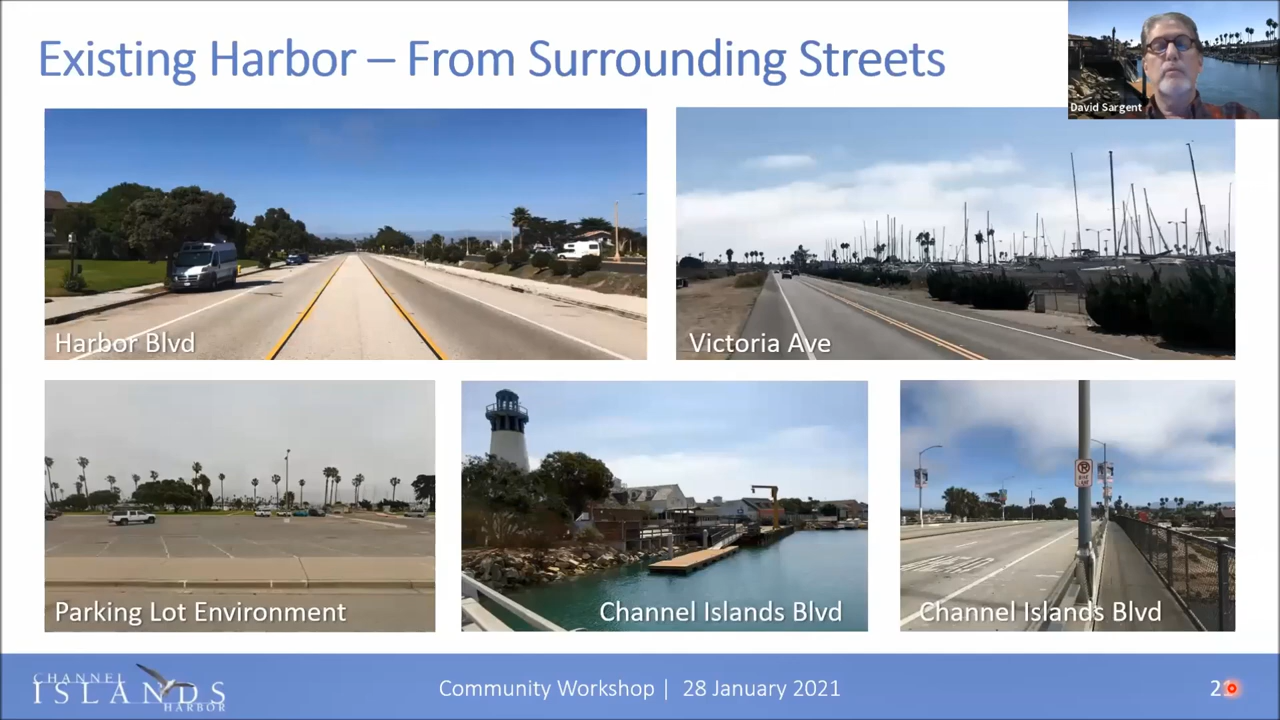 Existing Harbor – From Surrounding Streets
David Sargent
Harbor Blvd
Victoria Ave
Parking Lot Environment
Channel Islands Blvd
Channel Islands Blvd
CHANNEL
ISLANDS
HARBOR
Community Workshop | 28 January 2021